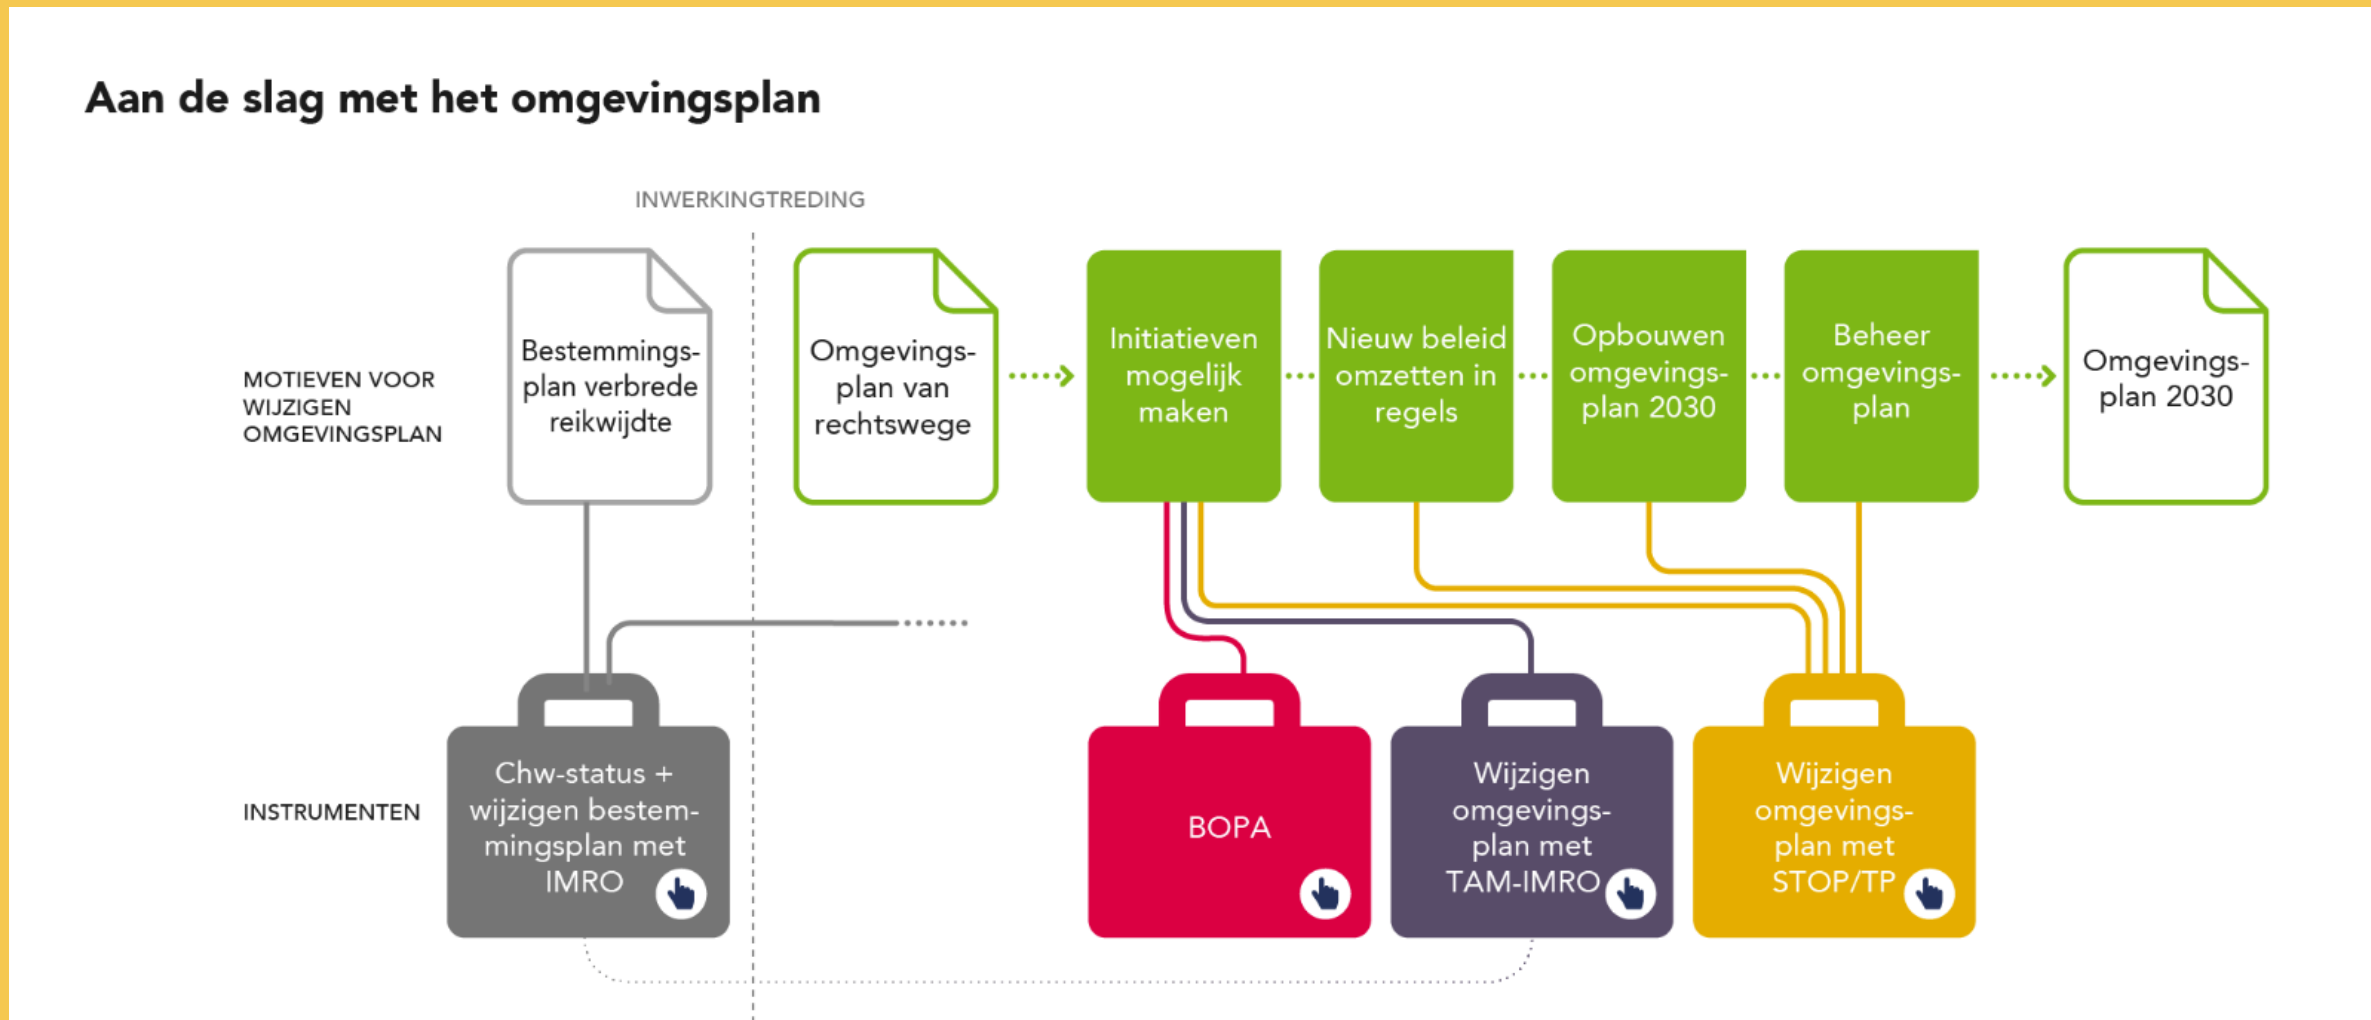 Aan de slag met het omgevingsplan
INWERKINGTREDING
MOTIEVEN VOOR
WIJZIGEN
OMGEVINGSPLAN
Bestemmings-
plan verbrede
reikwijdte
Omgevings-
plan van
rechtswege
Initiatieven
mogelijk
maken
Nieuw beleid
omzetten in
regels
Opbouwen
omgevings-
plan 2030
Beheer
omgevings-
plan
Omgevings-
plan 2030
INSTRUMENTEN
Chw-status +
wijzigen bestem-
mingsplan met
IMRO
BOPA
Wijzigen
omgevings-
plan met
TAM-IMRO
Wijzigen
omgevings-
plan met
STOP/TP